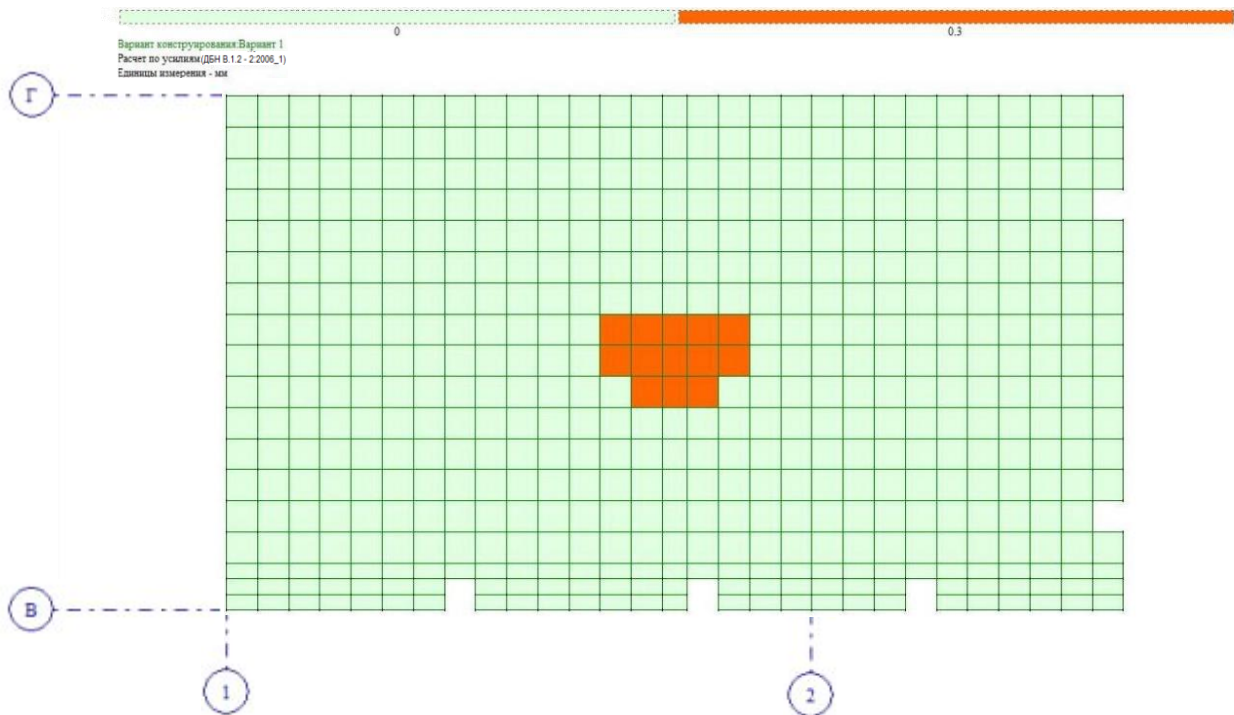 0 0.3
Вариант конструирования:Вариант 1
Расчет по усилиям(ДБН В.1.2 - 2:2006_1)
Единицы измерения - мм
Г
В
1 2